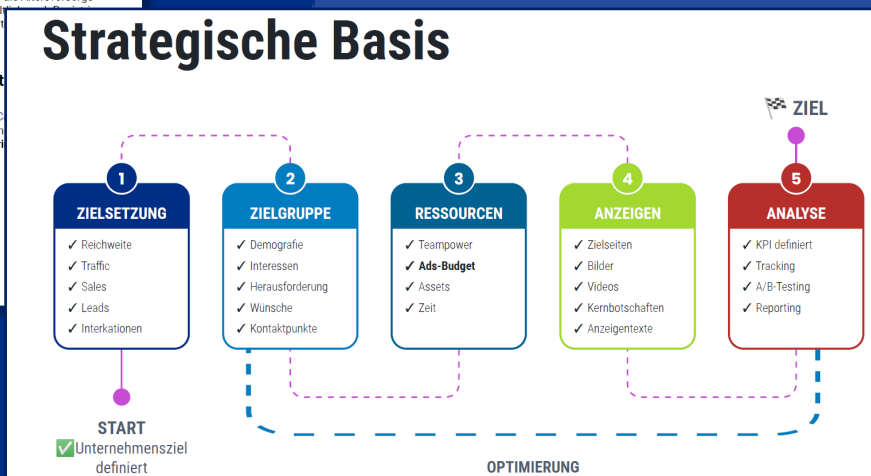 Strategische Basis
ZIEL
1
ZIELSETZUNG
✓ Reichweite
✓ Traffic
✓ Sales
✓ Leads
✓ Interkationen
2
ZIELGRUPPE
✓ Demografie
✓ Interessen
✓ Herausforderung
✓ Wünsche
✓ Kontaktpunkte
3
RESSOURCEN
✓ Teampower
✓ Ads-Budget
✓ Assets
✓ Zeit
4
ANZEIGEN
✓ Zielseiten
✓ Bilder
✓ Videos
✓ Kernbotschaften
✓ Anzeigentexte
5
ANALYSE
✓ KPI definiert
✓ Tracking
✓ A/B-Testing
✓ Reporting
START
✅Unternehmensziel
definiert
OPTIMIERUNG